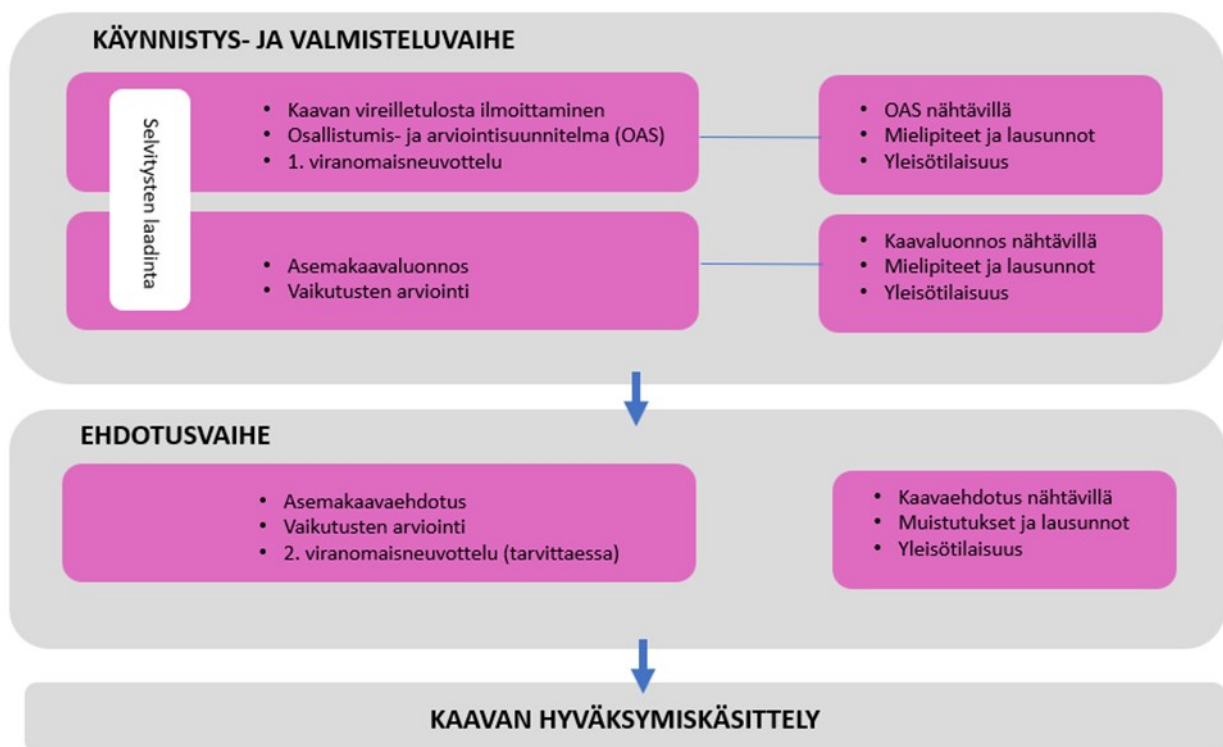 KÄYNNISTYS- JA VALMISTELUVAIHE
Selvitysten laadinta
• Kaavan vireilletulosta ilmoittaminen
• Osallistumis- ja arviointisuunnitelma (OAS)
• 1. viranomaisneuvottelu
• OAS nähtävillä
• Mielipiteet ja lausunnot
• Yleisötilaisuus
• Asemakaavaluonnos
• Vaikutusten arviointi
• Kaavaluonnos nähtävillä
• Mielipiteet ja lausunnot
• Yleisötilaisuus
EHDOTUSVAIHE
• Asemakaavaehdotus
• Vaikutusten arviointi
• 2. viranomaisneuvottelu (tarvittaessa)
• Kaavaehdotus nähtävillä
• Muistutukset ja lausunnot
• Yleisötilaisuus
KAAVAN HYVÄKSYMISKÄSITTELY